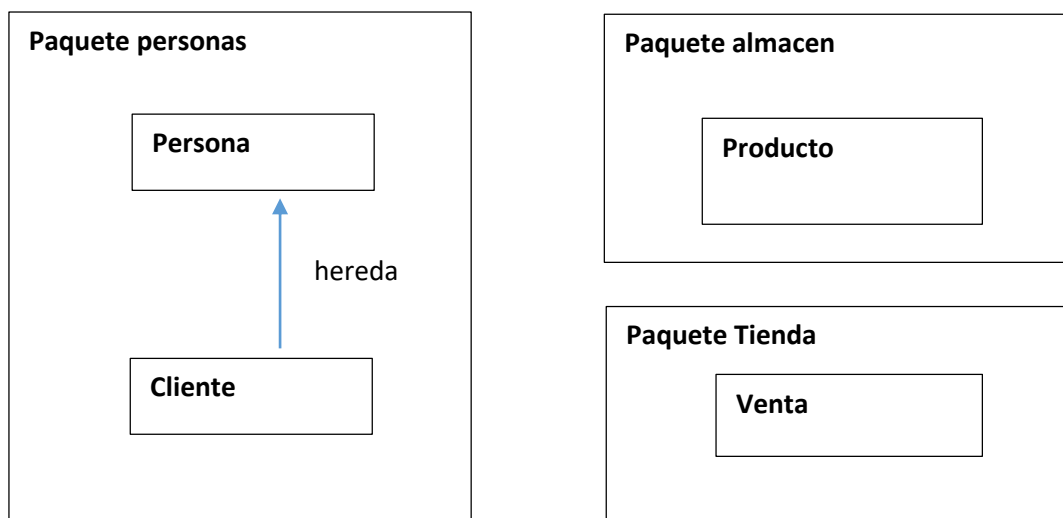 Paquete personas
Persona
hereda
Cliente
Paquete almacen
Producto
Paquete Tienda
Venta